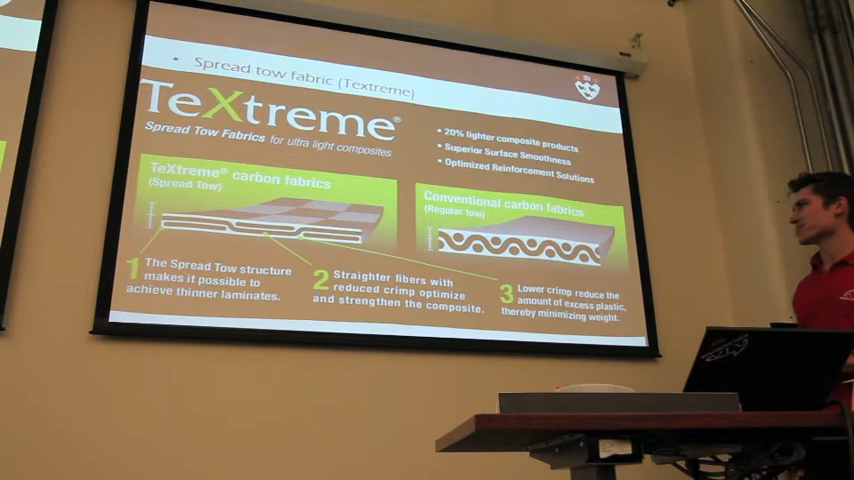 • Spread tow fabric (Textreme)
TeXtreme®
Spread Tow Fabrics for ultra light composites
• 20% lighter composite products
• Superior Surface Smoothness
• Optimized Reinforcement Solutions
TeXtreme® carbon fabrics
(Spread Tow)
Conventional carbon fabrics
(Regular tow)
1 The Spread Tow structure
makes it possible to
achieve thinner laminates.
2 Straighter fibers with
reduced crimp optimize
and strengthen the composite.
3 Lower crimp reduce the
amount of excess plastic,
thereby minimizing weight.